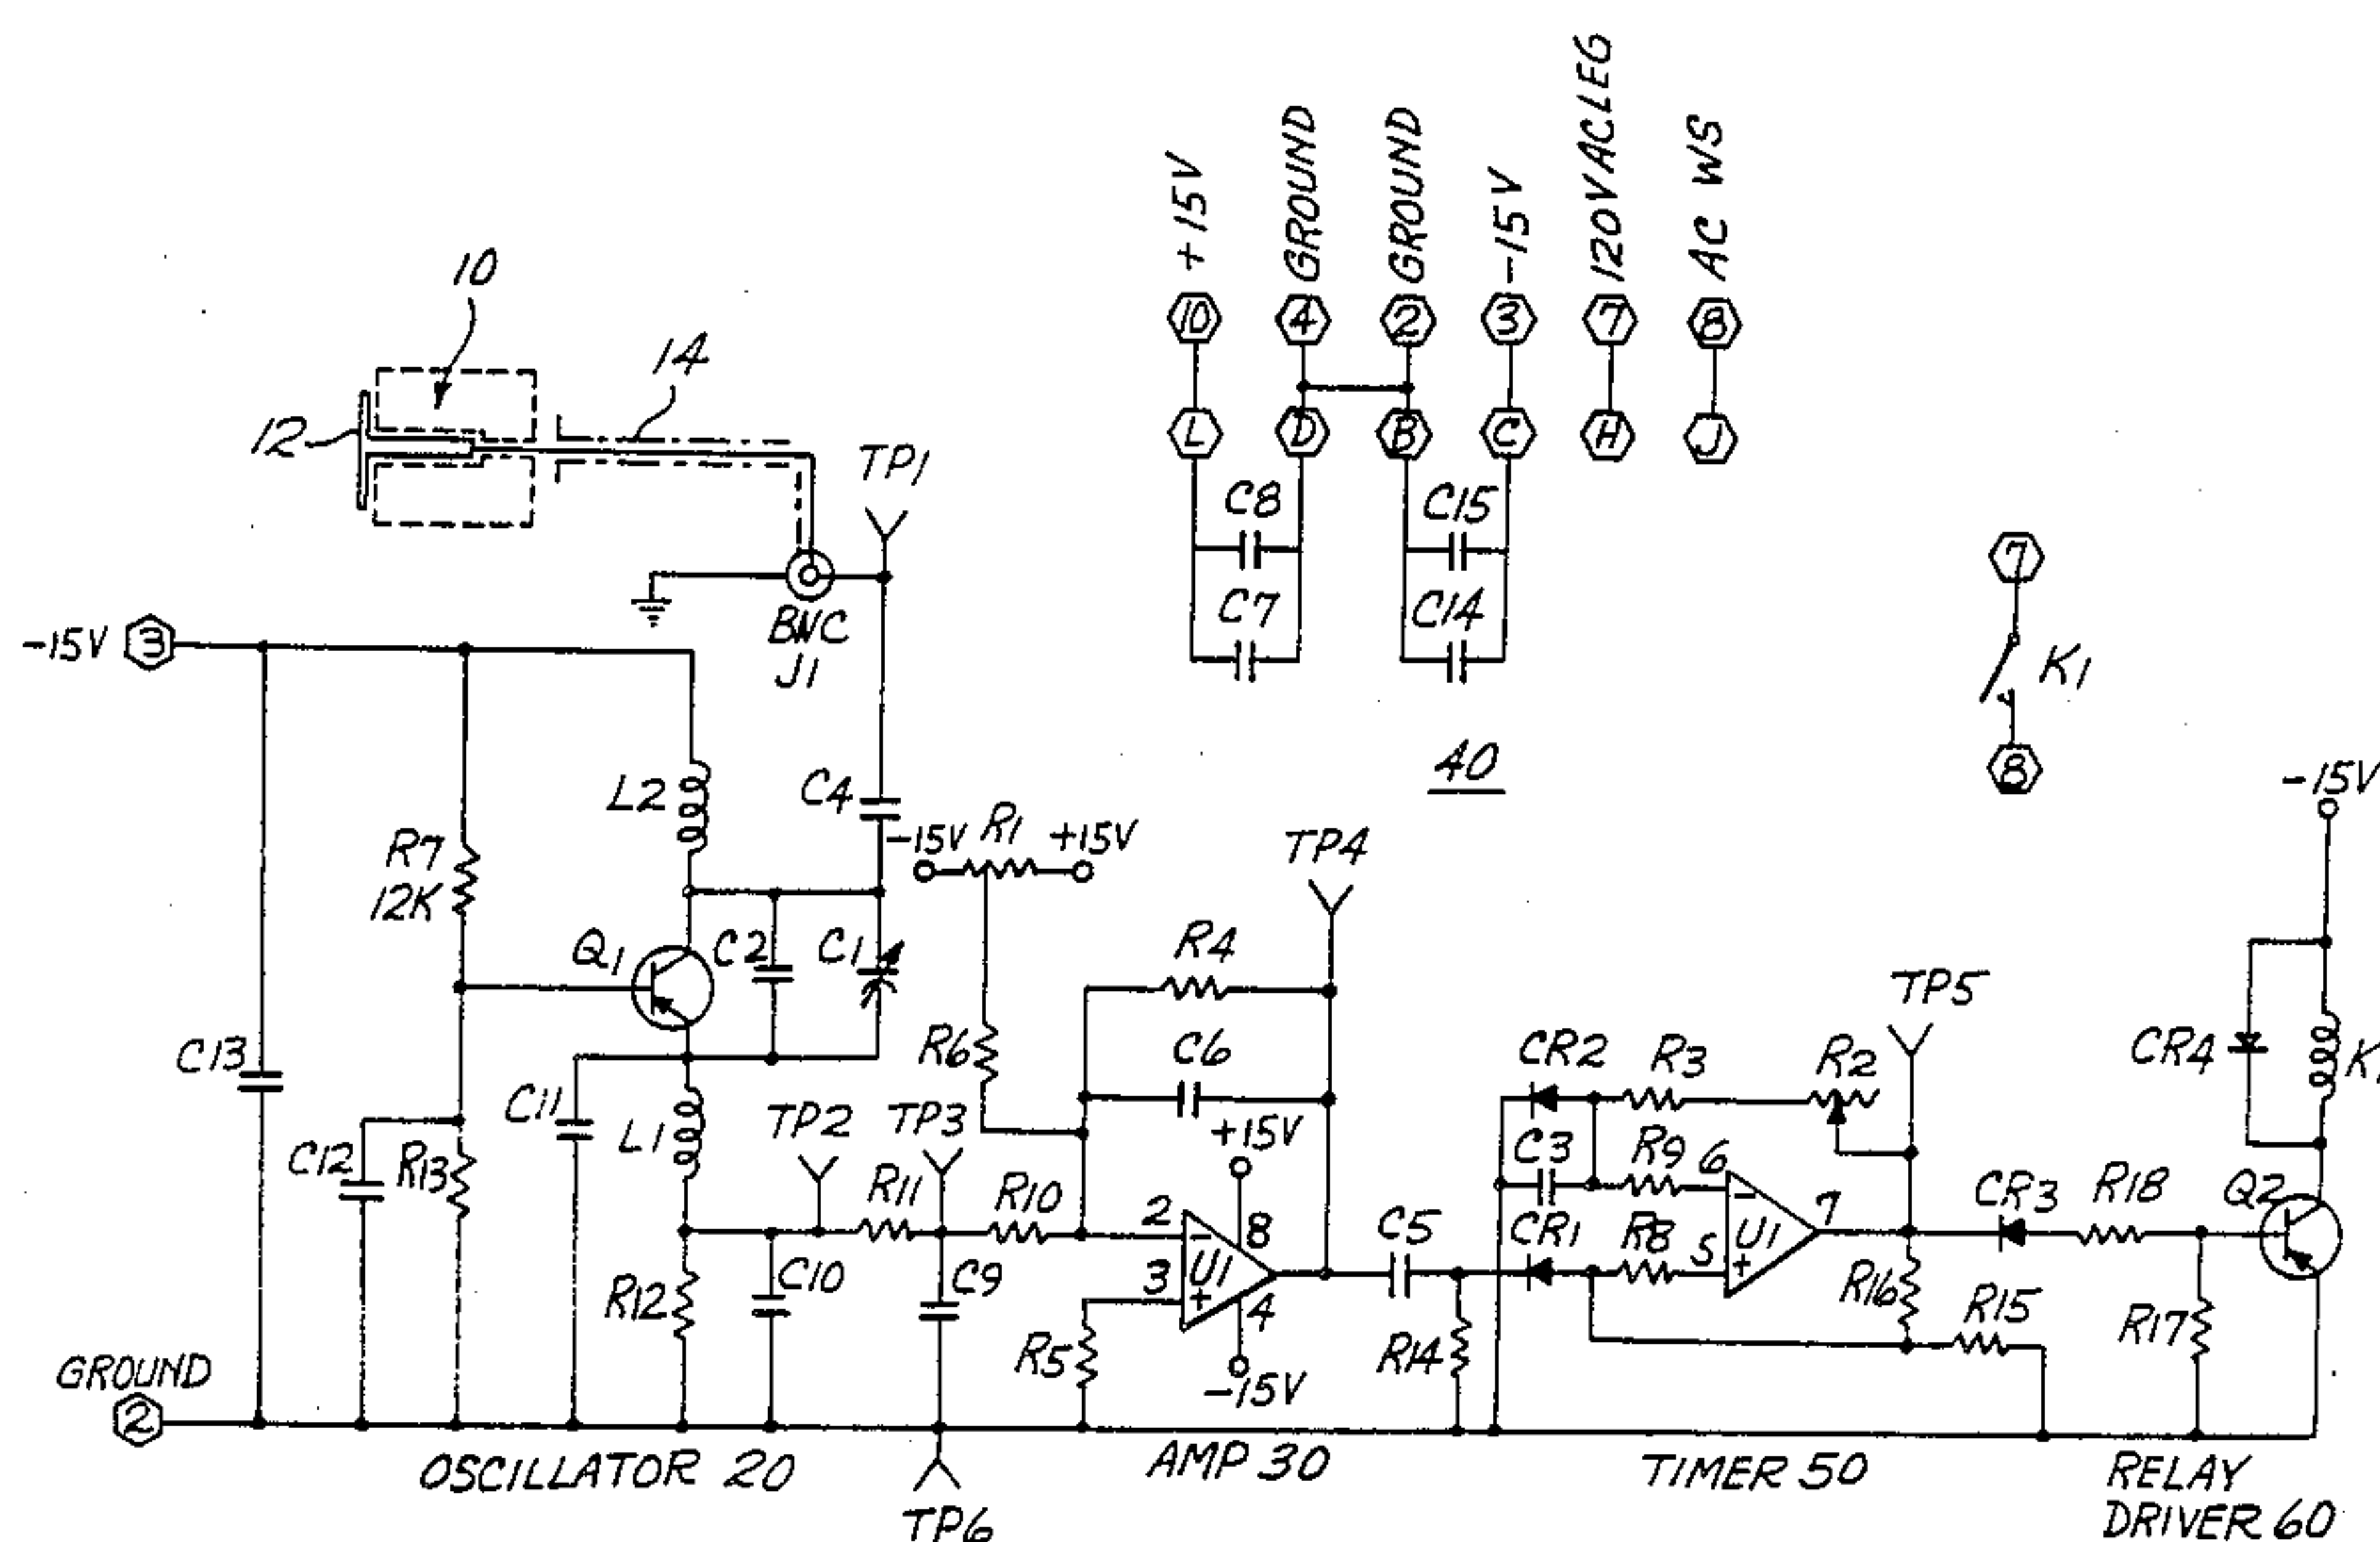 +15V
GROUND
GROUND
-15V
120VACLEG
AC WS
10
4
2
3
7
8
L
D
B
C
H
J
C8
C15
C7
C14
10
14
12
TP1
BNC
J1
-15V
3
7
K1
8
40
L2
C4
-15V
R1
+15V
R7
12K
Q1
C2
C1
C13
R6
TP4
R4
C6
+15V
C11
L1
TP2
TP3
C12
R13
R11
R10
R12
C10
C9
2
3
8
4
U1
-
+
R5
-15V
C5
R14
CR2
R3
R2
TP5
C3
R9
6
CR1
R8
5
U1
-
+
7
R16
R15
CR3
R18
R17
Q2
-15V
CR4
GROUND
2
OSCILLATOR 20
TP6
AMP 30
TIMER 50
RELAY
DRIVER 60